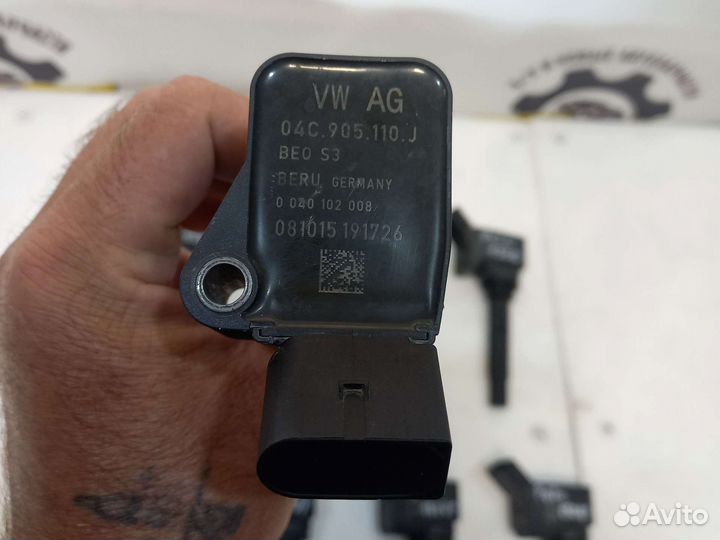 VW AG
04C.905.110.J
BEO S3
BERU GERMANY
0 040 102 008
081015 191726
Avito